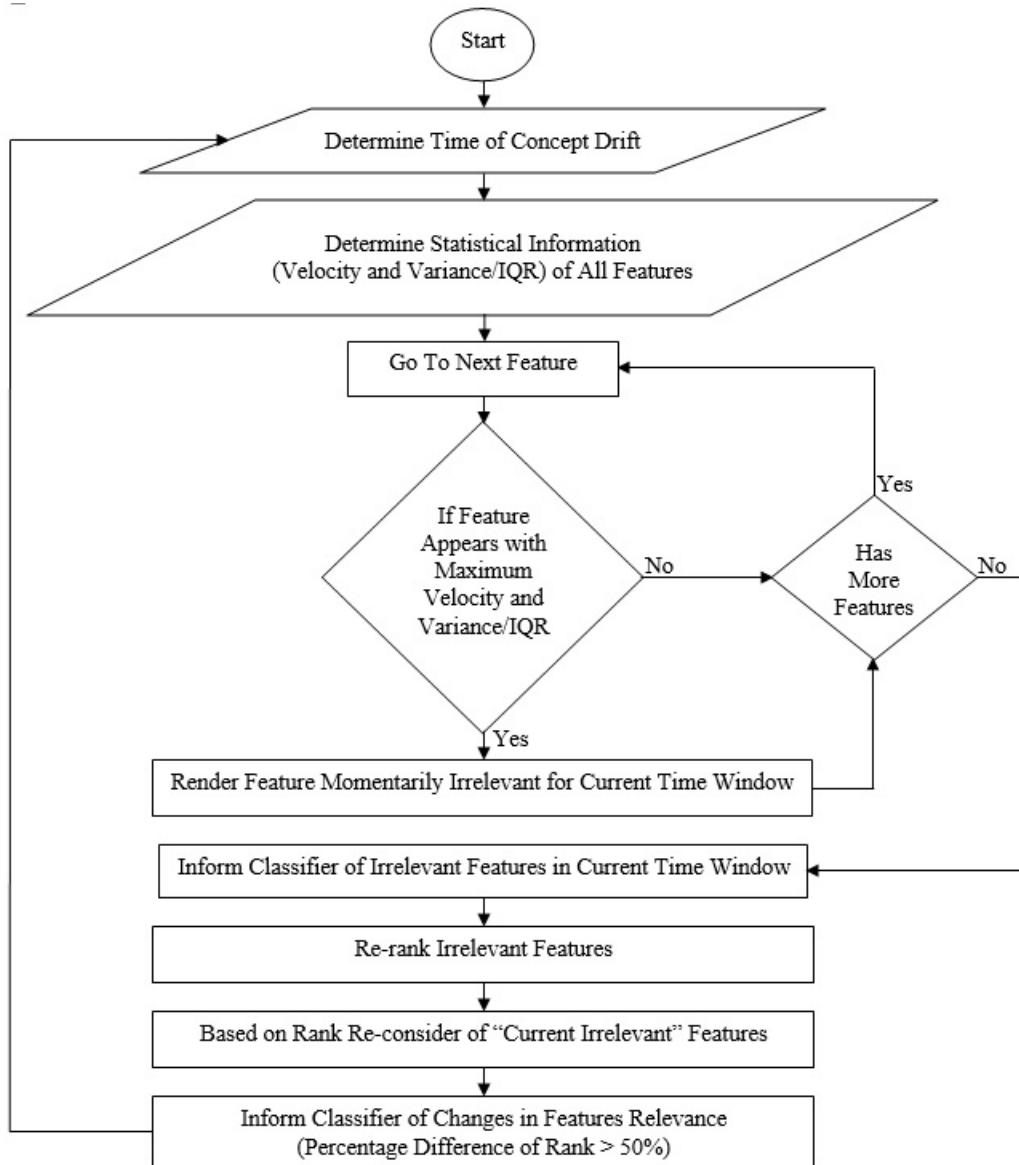 Start
Determine Time of Concept Drift
Determine Statistical Information
(Velocity and Variance/IQR) of All Features
Go To Next Feature
If Feature
Appears with
Maximum
Velocity and
Variance/IQR
No
Yes
Has
More
Features
Yes
No
Render Feature Momentarily Irrelevant for Current Time Window
Inform Classifier of Irrelevant Features in Current Time Window
Re-rank Irrelevant Features
Based on Rank Re-consider of “Current Irrelevant” Features
Inform Classifier of Changes in Features Relevance
(Percentage Difference of Rank > 50%)